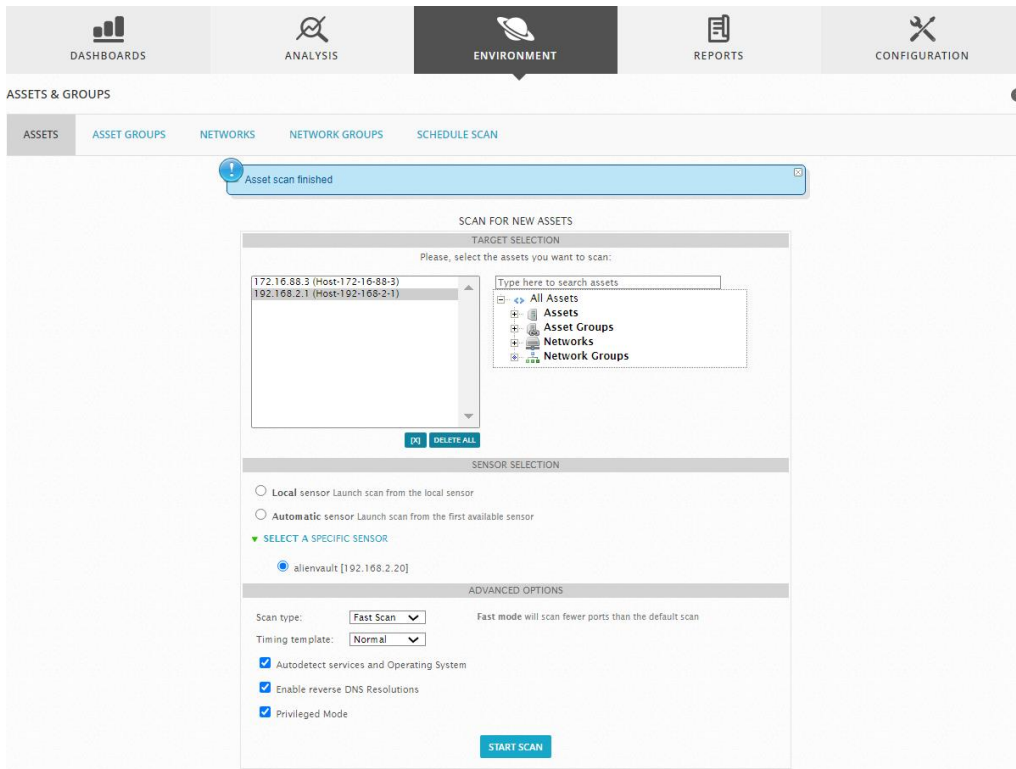 DASHBOARDS ANALYSIS ENVIRONMENT REPORTS CONFIGURATION
ASSETS & GROUPS
ASSETS ASSET GROUPS NETWORKS NETWORK GROUPS SCHEDULE SCAN
Asset scan finished
SCAN FOR NEW ASSETS
TARGET SELECTION
Please, select the assets you want to scan:
172.16.88.3 (Host-172-16-88-3)
192.168.2.1 (Host-192-168-2-1)
Type here to search assets
All Assets
Assets
Asset Groups
Networks
Network Groups
[X] DELETE ALL
SENSOR SELECTION
Local sensor Launch scan from the local sensor
Automatic sensor Launch scan from the first available sensor
SELECT A SPECIFIC SENSOR
alienvault [192.168.2.20]
ADVANCED OPTIONS
Scan type: Fast Scan Fast mode will scan fewer ports than the default scan
Timing template: Normal
Autodetect services and Operating System
Enable reverse DNS Resolutions
Privileged Mode
START SCAN